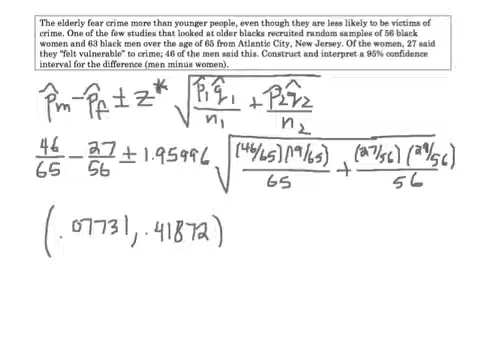 The elderly fear crime more than younger people, even though they are less likely to be victims of
crime. One of the few studies that looked at older blacks recruited random samples of 56 black
women and 63 black men over the age of 65 from Atlantic City, New Jersey. Of the women, 27 said
they "felt vulnerable" to crime; 46 of the men said this. Construct and interpret a 95% confidence
interval for the difference (men minus women).
p̂m - p̂f ± z* √(p̂1q̂1/n1 + p̂2q̂2/n2)
46/65 - 27/56 ± 1.95996 √((46/65)(19/65)/65 + (27/56)(29/56)/56)
(.07731, .41872)